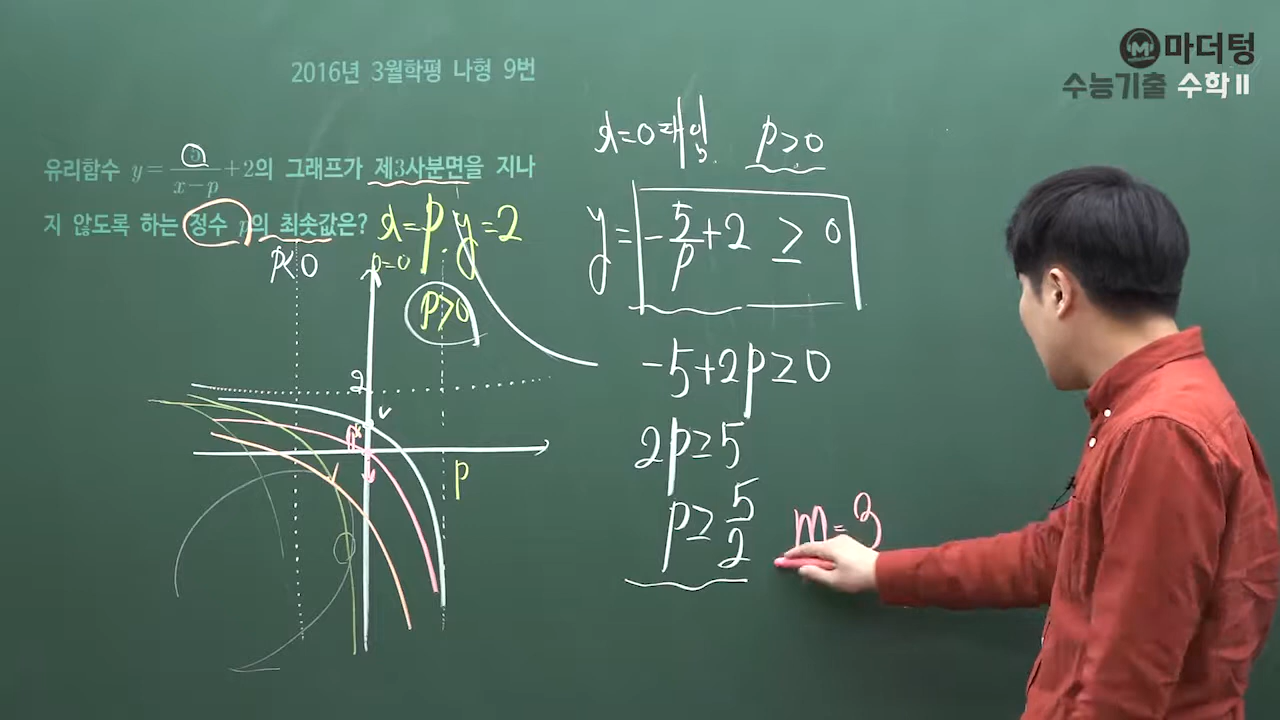 마더텅
수능기출 수학 II
2016년 3월학평 나형 9번
유리함수 y=5/(x-p)+2의 그래프가 제3사분면을 지나
지 않도록 하는 정수 p의 최솟값은?
x=p, y=2
p<0
p=0
p>0
2
p
x=0 대입
p>0
y= -5/p+2 ≥ 0
-5+2p≥0
2p≥5
p≥5/2
m=3